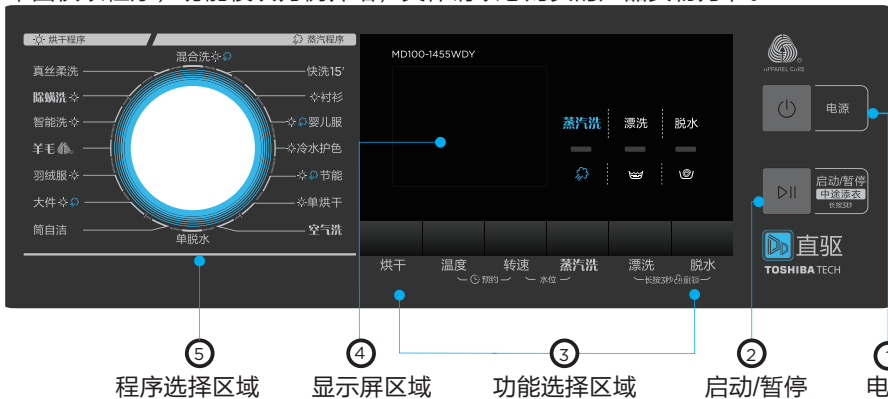 烘干程序
蒸汽程序
混合洗
真丝柔洗
快洗15'
除螨洗
衬衫
智能洗
婴儿服
羊毛
冷水护色
羽绒服
节能
大件
单烘干
筒自洁
空气洗
单脱水
MD100-1455WDY
蒸汽洗 漂洗 脱水
烘干 温度 转速 蒸汽洗 漂洗 脱水
预约 水位 长按3秒 童锁
APPAREL CARE
电源
启动/暂停
中途添衣
长按3秒
DD 直驱
TOSHIBA TECH
⑤ ④ ③ ②
程序选择区域 显示屏区域 功能选择区域 启动/暂停 电